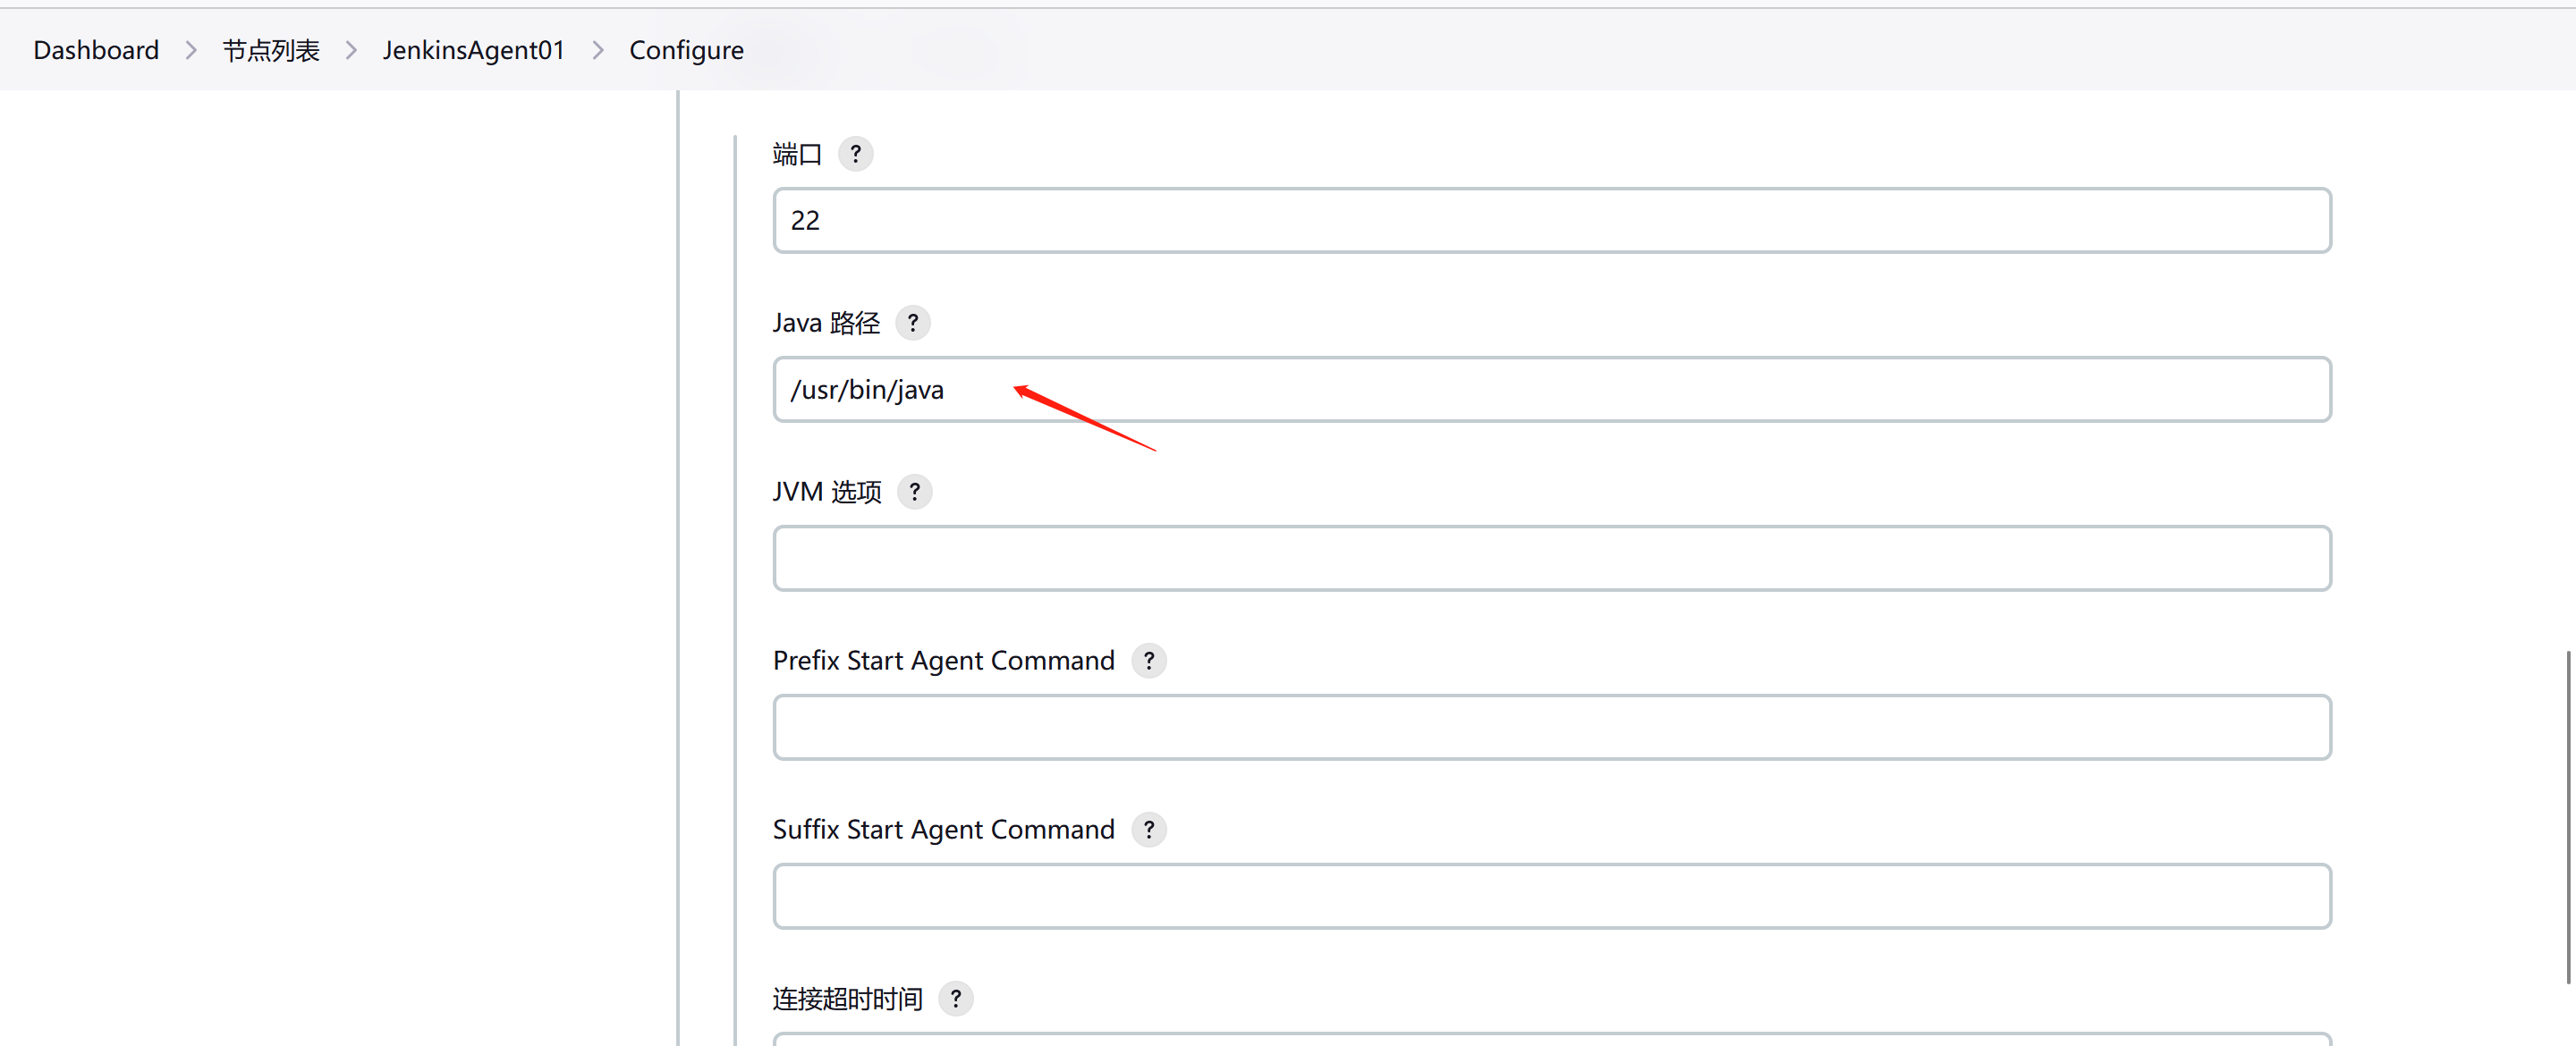 Dashboard > 节点列表 > JenkinsAgent01 > Configure
端口 ?
22
Java 路径 ?
/usr/bin/java
JVM 选项 ?
Prefix Start Agent Command ?
Suffix Start Agent Command ?
连接超时时间 ?